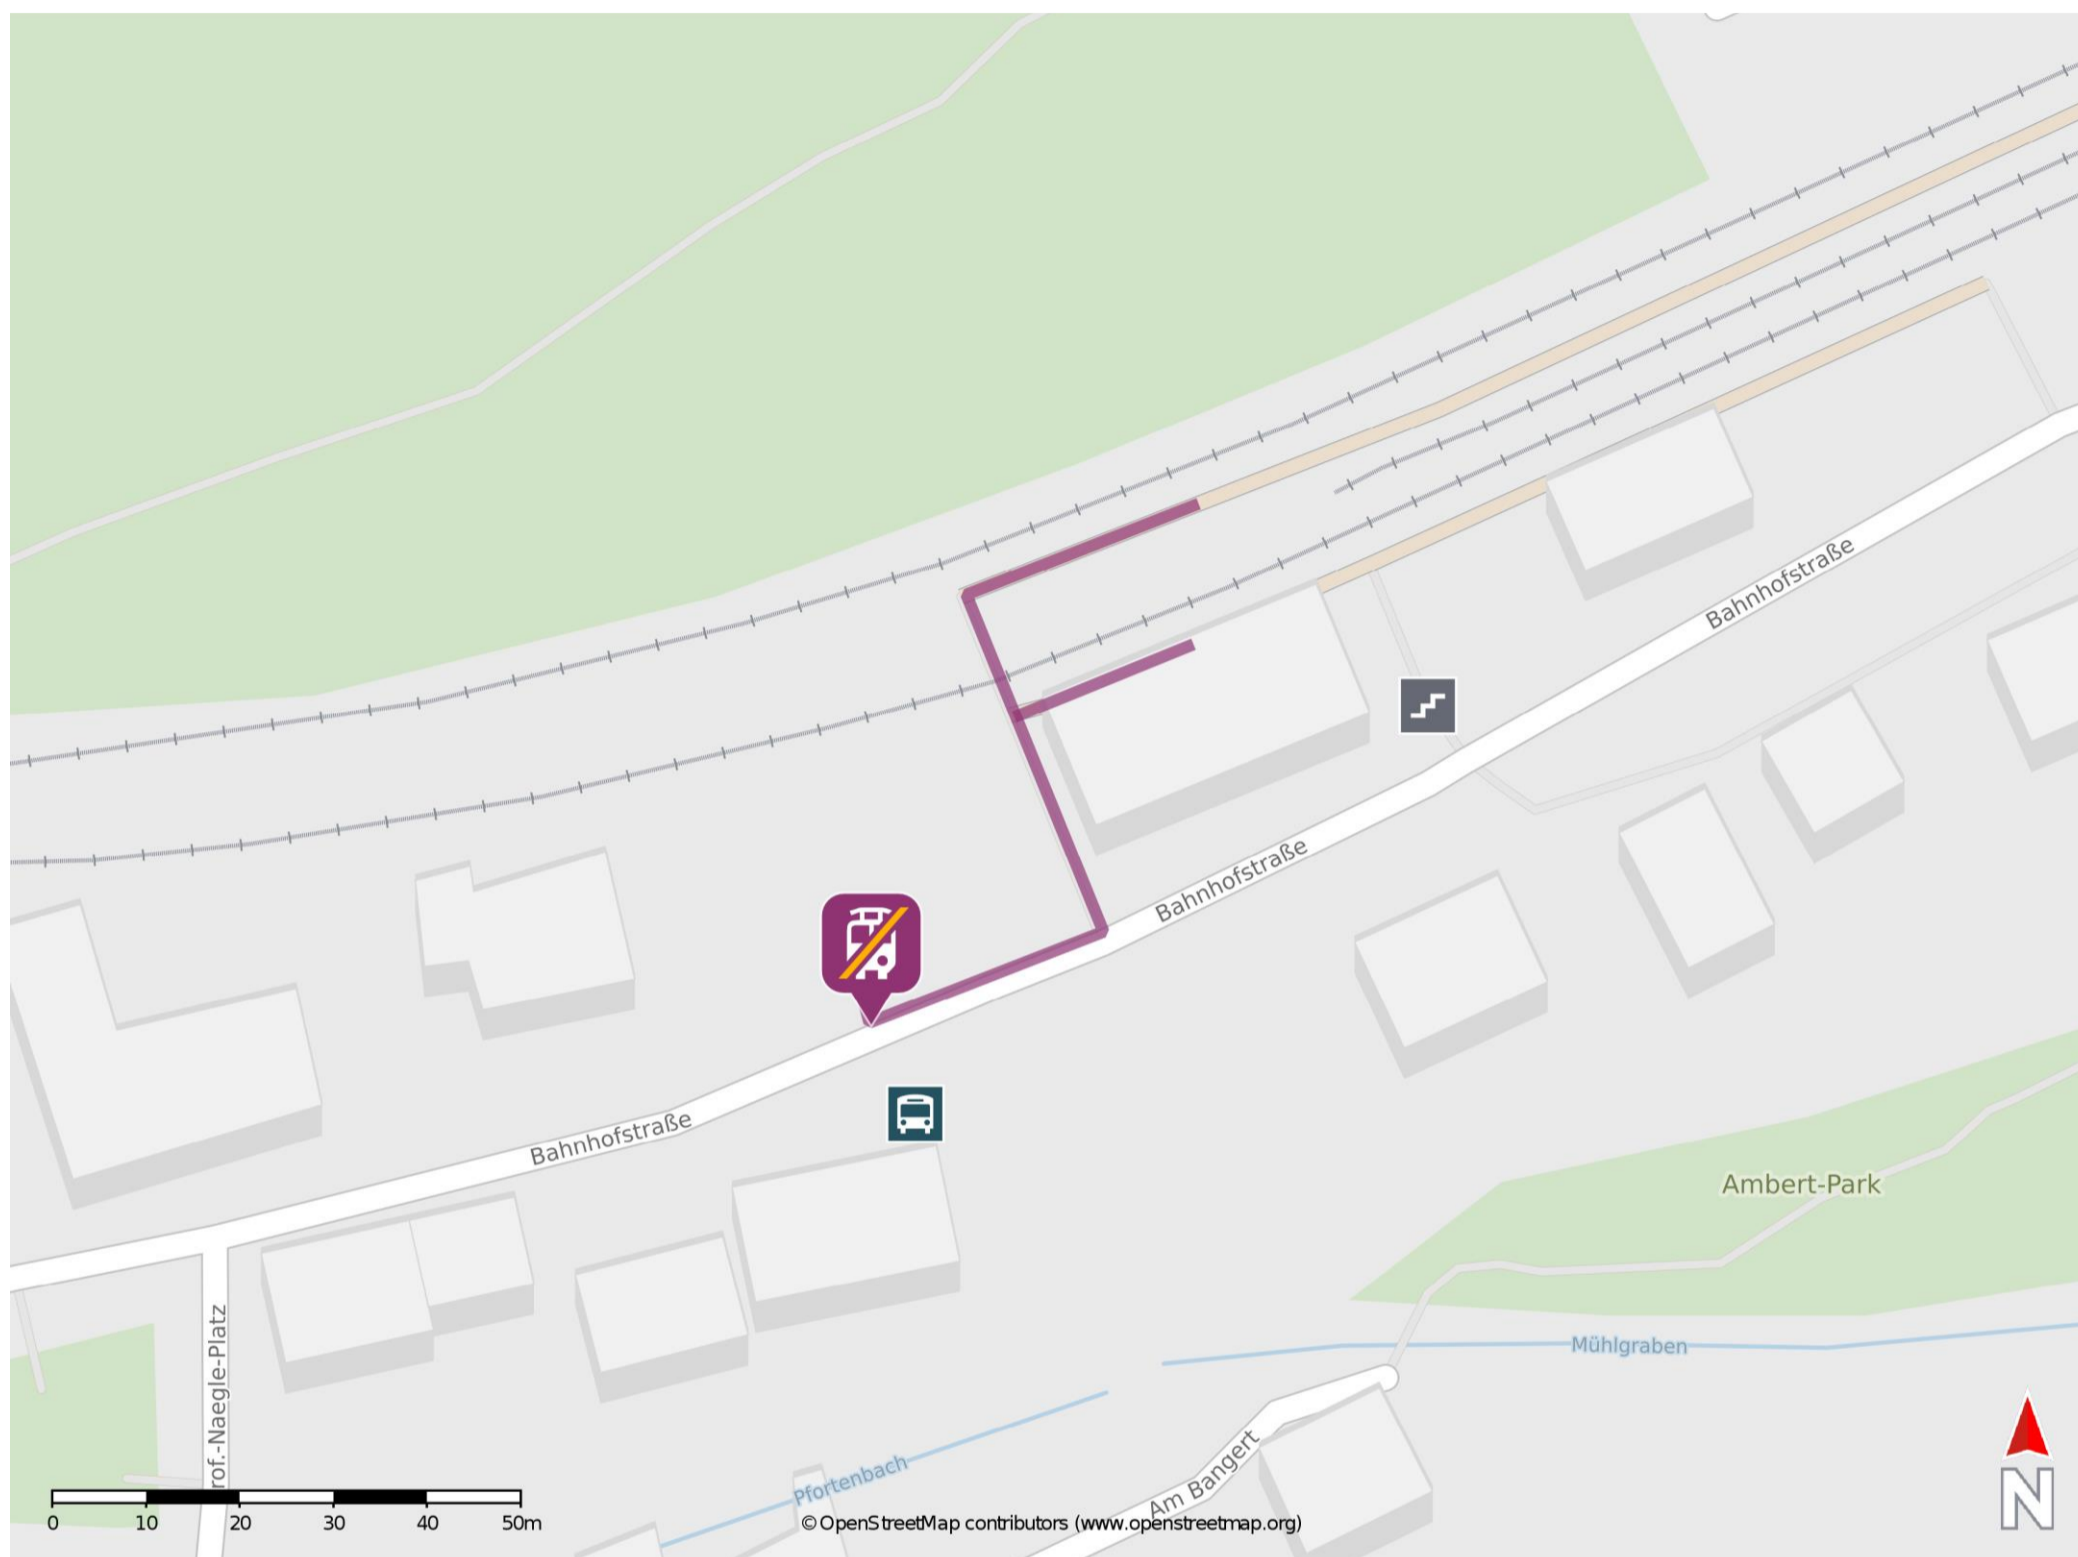 Bahnhofstraße
Bahnhofstraße
Bahnhofstraße
Ambert-Park
Mühlgraben
rof.-Naegle-Platz
Pfortenbach
Am Bangert
0 10 20 30 40 50m
© OpenStreetMap contributors (www.openstreetmap.org)
N